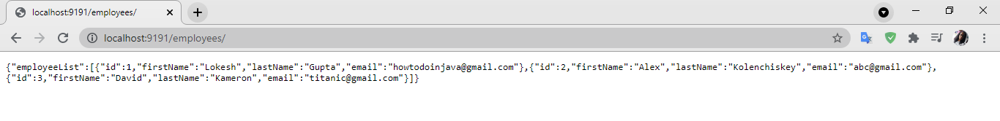 localhost:9191/employees/
localhost:9191/employees/
{"employeeList":[{"id":1,"firstName":"Lokesh","lastName":"Gupta","email":"howtodoinjava@gmail.com"},{"id":2,"firstName":"Alex","lastName":"Kolenchiskey","email":"abc@gmail.com"},
{"id":3,"firstName":"David","lastName":"Kameron","email":"titanic@gmail.com"}]}